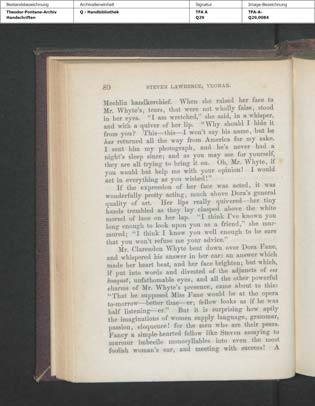 Bestandsbezeichnung Archivalieneinheit Signatur Image-Bezeichnung
Theodor-Fontane-Archiv Q - Handbibliothek TFA A TFA-A-
Handschriften Q29 Q29,0084
80 STEVEN LAWRENCE, YEOMAN.
Mechlin handkerchief. When she raised her face to
Mr. Whyte's, tears, that were not wholly false, stood
in her eyes. "I am wretched," she said, in a whisper,
and with a quiver of her lip. "Why should I hide it
from you? This—this—I won't say his name, but he
has returned all the way from America for my sake.
I sent him my photograph, and he's never had a
night's sleep since; and as you may see for yourself,
they are all trying to bring it on. Oh, Mr. Whyte, if
you would but help me with your opinion! I would
act in everything as you wished!"
If the expression of her face was acted, it was
wonderfully pretty acting, much above Dora's general
quality of art. Her lips really quivered—her tiny
hands trembled as they lay clasped above the white
morsel of lace on her lap. "I think I've known you
long enough to look upon you as a friend," she mur-
mured; "I think I know you well enough to be sure
that you won't refuse me your advice."
Mr. Clarendon Whyte bent down over Dora Fane,
and whispered his answer in her ear: an answer which
made her heart beat, and her face brighten; but which,
if put into words and divested of the adjuncts of
unfathomable eyes, and all the other powerful
charms of Mr. Whyte's presence, came about to this:
"That he supposed Miss Fane would be at the opera
to-morrow—better time—er; fellow looks as if he was
half listening—er." But it is surprising how aptly
the imaginations of women supply language, grammar,
passion, eloquence! for the men who are their pests.
Fancy a simple-hearted fellow like Steven essaying to
murmur imbecile monosyllables into even the most
foolish woman's ear, and meeting with success! A